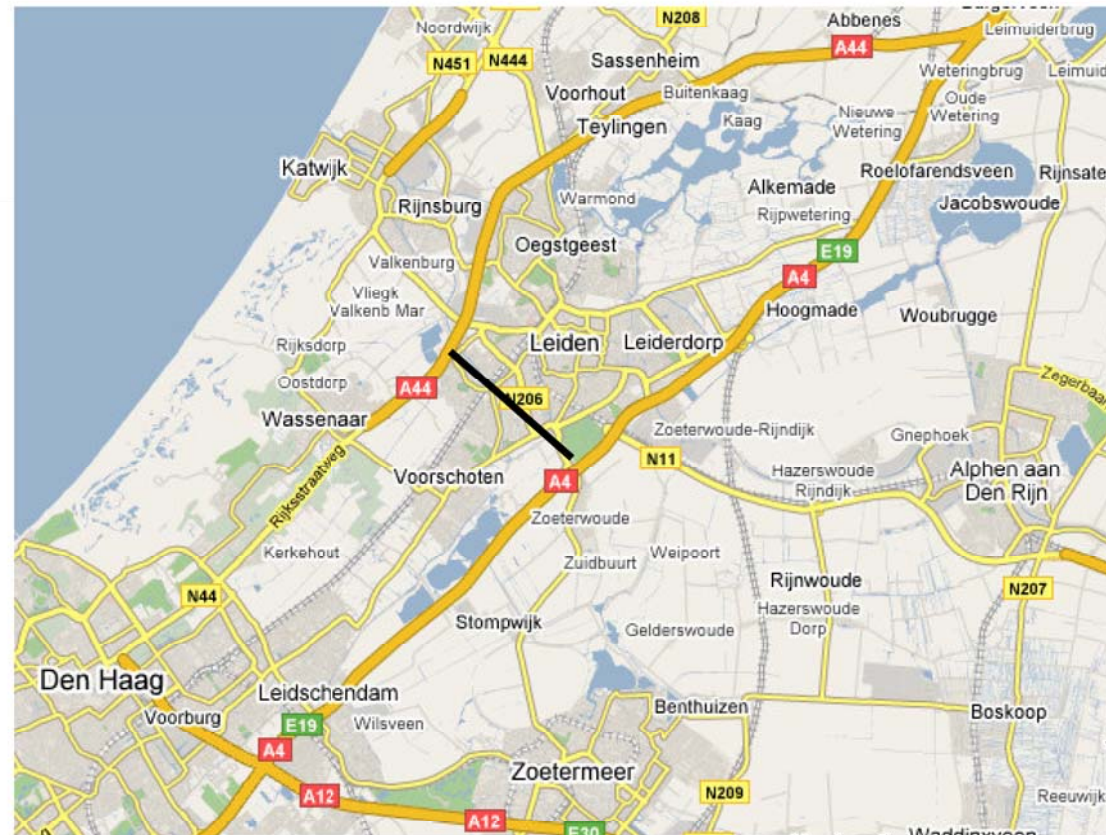 N208
Abbenes
Leimuiderbrug
Noordwijk
A44
N451
N444
Sassenheim
Weteringbrug
Leimuid
Voorhout
Buitenkaag
Oude
Wetering
Nieuwe
Wetering
Kaag
Teylingen
Katwijk
Roelofarendsveen
Rijnsate
Alkemade
Warmond
Rijnsburg
Jacobswoude
Rijpwetering
Oegstgeest
E19
Valkenburg
A4
Vliegk
Valkenb Mar
Hoogmade
Woubrugge
Leiden
Leiderdorp
Rijksdorp
Zegerbaan
Oostdorp
A44
N206
Wassenaar
Zoeterwoude-Rijndijk
Gnephoek
N11
Voorschoten
A4
Hazerswoude
Rijndijk
Alphen aan
Den Rijn
Rijksstraatweg
Zoeterwoude
Kerkehout
Zuidbuurt
Weipoort
Rijnwoude
N207
N44
Hazerswoude
Dorp
Stompwijk
Gelderswoude
Den Haag
Leidschendam
Benthuizen
Boskoop
Voorburg
E19
Wilsveen
A4
Zoetermeer
A12
N209
Reeuwijk
A12
E30
Waddinxveen